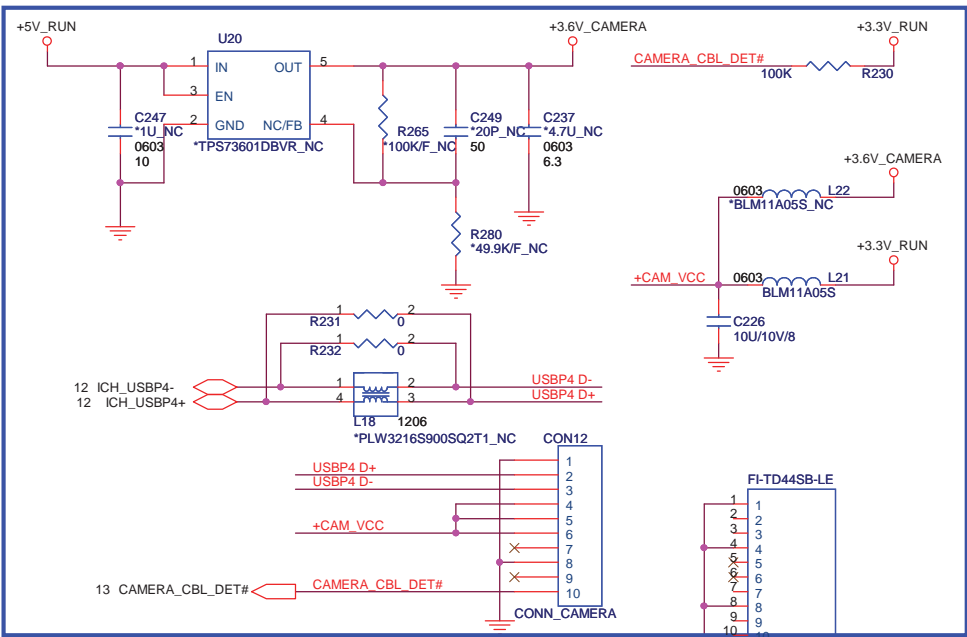 +5V_RUN
U20
1 IN OUT 5
3 EN
2 GND NC/FB 4
*TPS73601DBVR_NC
C247
*1U_NC
0603
10
+3.6V_CAMERA
R265
*100K/F_NC
C249
*20P_NC
50
C237
*4.7U_NC
0603
6.3
R280
*49.9K/F_NC
+3.3V_RUN
CAMERA_CBL_DET#
100K R230
+3.6V_CAMERA
0603 L22
*BLM11A05S_NC
+3.3V_RUN
+CAM_VCC 0603 L21
BLM11A05S
C226
10U/10V/8
1 2
R231 0
1 2
R232 0
12 ICH_USBP4- 1 2 USBP4 D-
12 ICH_USBP4+ 4 3 USBP4 D+
L18 1206
*PLW3216S900SQ2T1_NC
CON12
1
USBP4 D+ 2
USBP4 D- 3
4
5
+CAM_VCC 6
7
8
9
13 CAMERA_CBL_DET# CAMERA_CBL_DET# 10
CONN_CAMERA
FI-TD44SB-LE
1 1
2 2
3 3
4 4
5 5
6 6
7 7
8 8
9 9
10 10